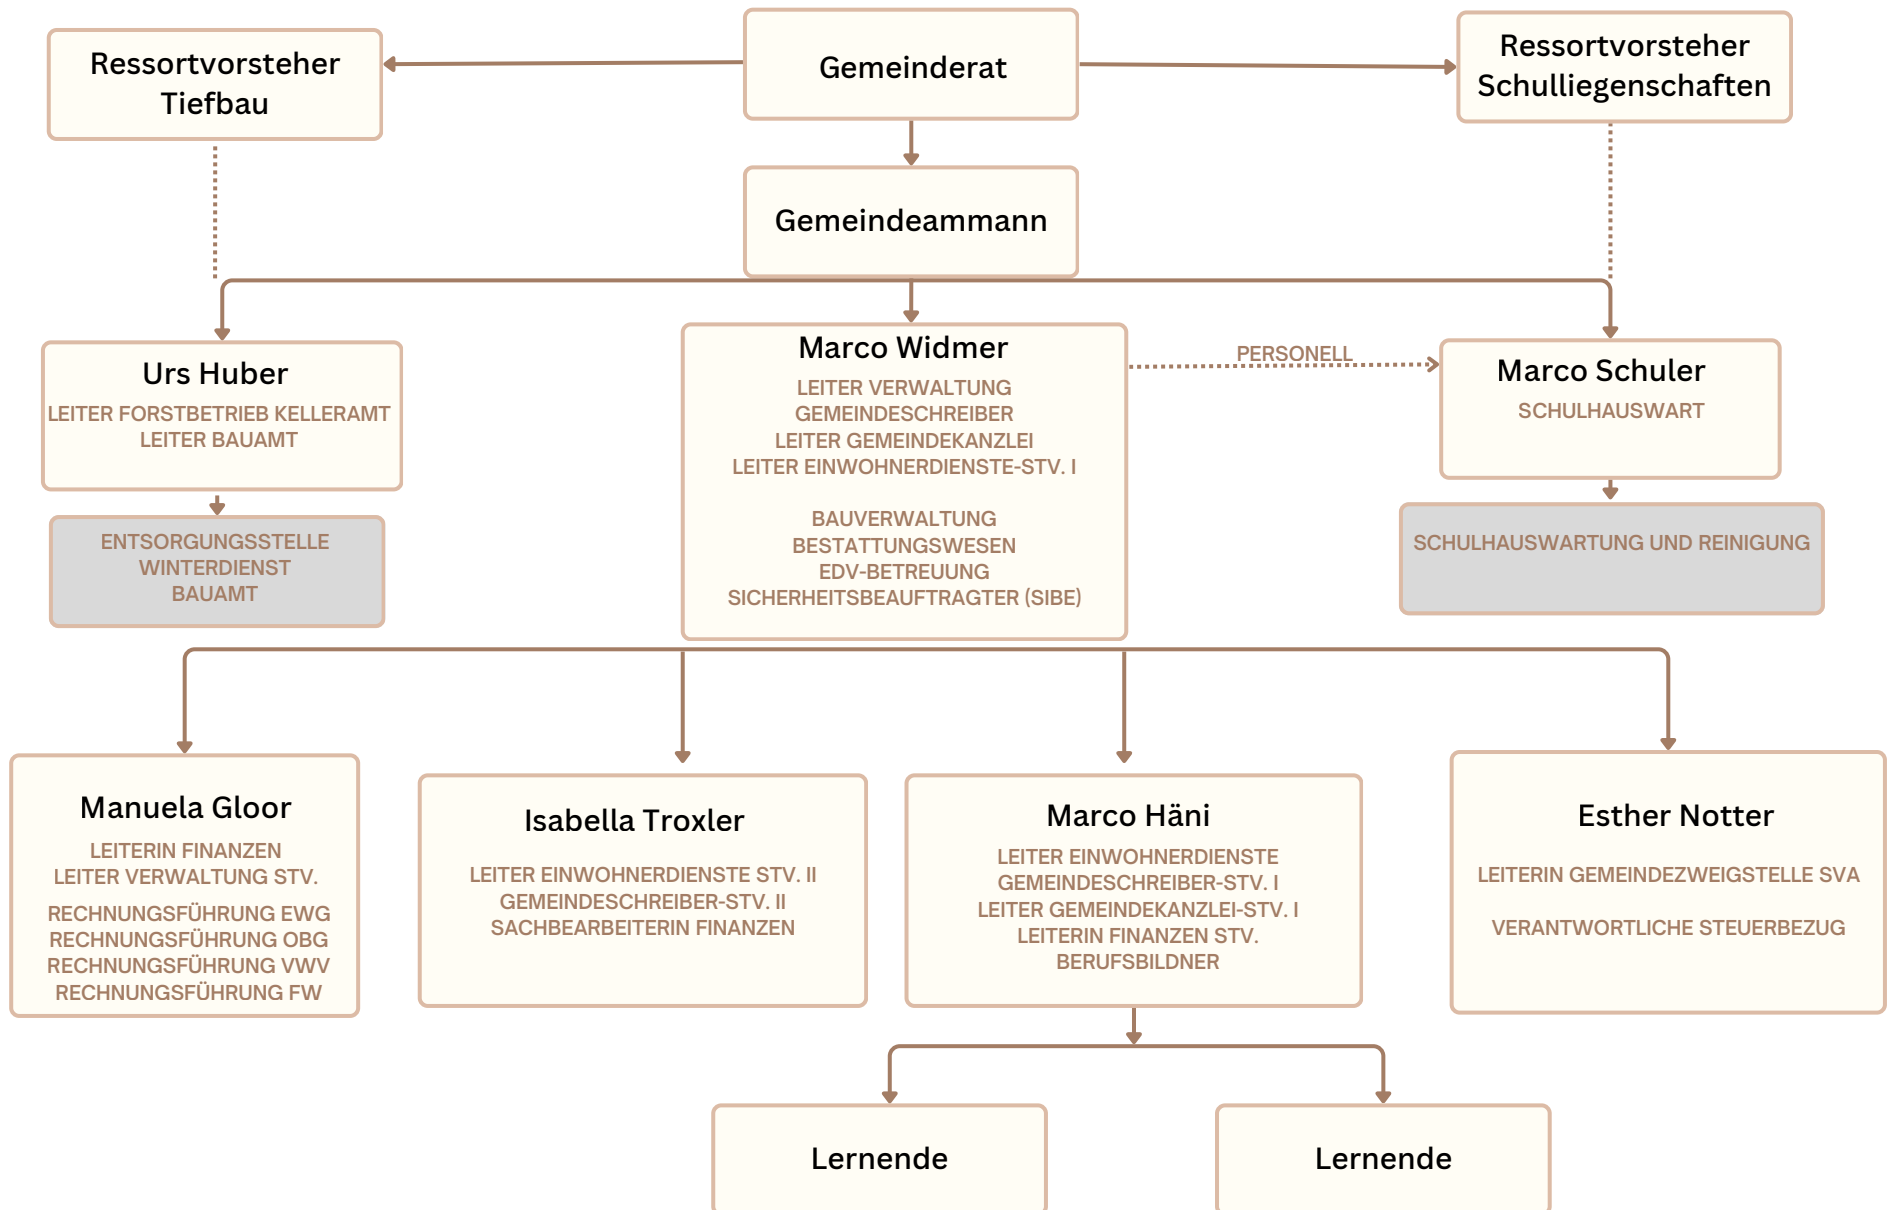 Ressortvorsteher
Tiefbau
Gemeinderat
Ressortvorsteher
Schulliegenschaften
Gemeindeammann
Urs Huber
LEITER FORSTBETRIEB KELLERAMT
LEITER BAUAMT
Marco Widmer
LEITER VERWALTUNG
GEMEINDESCHREIBER
LEITER GEMEINDEKANZLEI
LEITER EINWOHNERDIENSTE-STV. I
BAUVERWALTUNG
BESTATTUNGSWESEN
EDV-BETREUUNG
SICHERHEITSBEAUFTRAGTER (SIBE)
PERSONELL
Marco Schuler
SCHULHAUSWART
ENTSORGUNGSSTELLE
WINTERDIENST
BAUAMT
SCHULHAUSWARTUNG UND REINIGUNG
Manuela Gloor
LEITERIN FINANZEN
LEITER VERWALTUNG STV.
RECHNUNGSFÜHRUNG EWG
RECHNUNGSFÜHRUNG OBG
RECHNUNGSFÜHRUNG VWV
RECHNUNGSFÜHRUNG FW
Isabella Troxler
LEITER EINWOHNERDIENSTE STV. II
GEMEINDESCHREIBER-STV. II
SACHBEARBEITERIN FINANZEN
Marco Häni
LEITER EINWOHNERDIENSTE
GEMEINDESCHREIBER-STV. I
LEITER GEMEINDEKANZLEI-STV. I
LEITERIN FINANZEN STV.
BERUFSBILDNER
Esther Notter
LEITERIN GEMEINDEZWEIGSTELLE SVA
VERANTWORTLICHE STEUERBEZUG
Lernende
Lernende